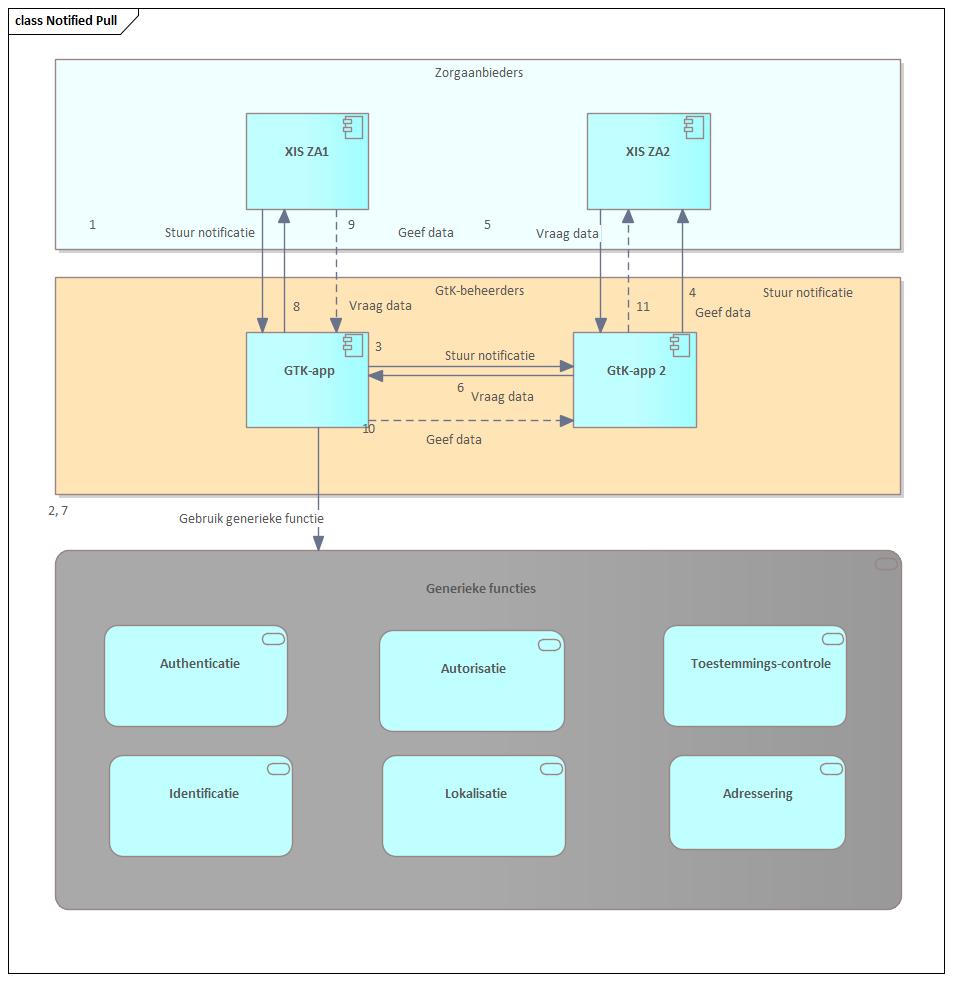 class Notified Pull
Zorgaanbieders
XIS ZA1
XIS ZA2
1
Stuur notificatie
9
Geef data
5
Vraag data
GtK-beheerders
4
Stuur notificatie
8
Vraag data
11
Geef data
3
GTK-app
Stuur notificatie
GtK-app 2
6
Vraag data
10
Geef data
2, 7
Gebruik generieke functie
Generieke functies
Authenticatie
Autorisatie
Toestemmings-controle
Identificatie
Lokalisatie
Adressering